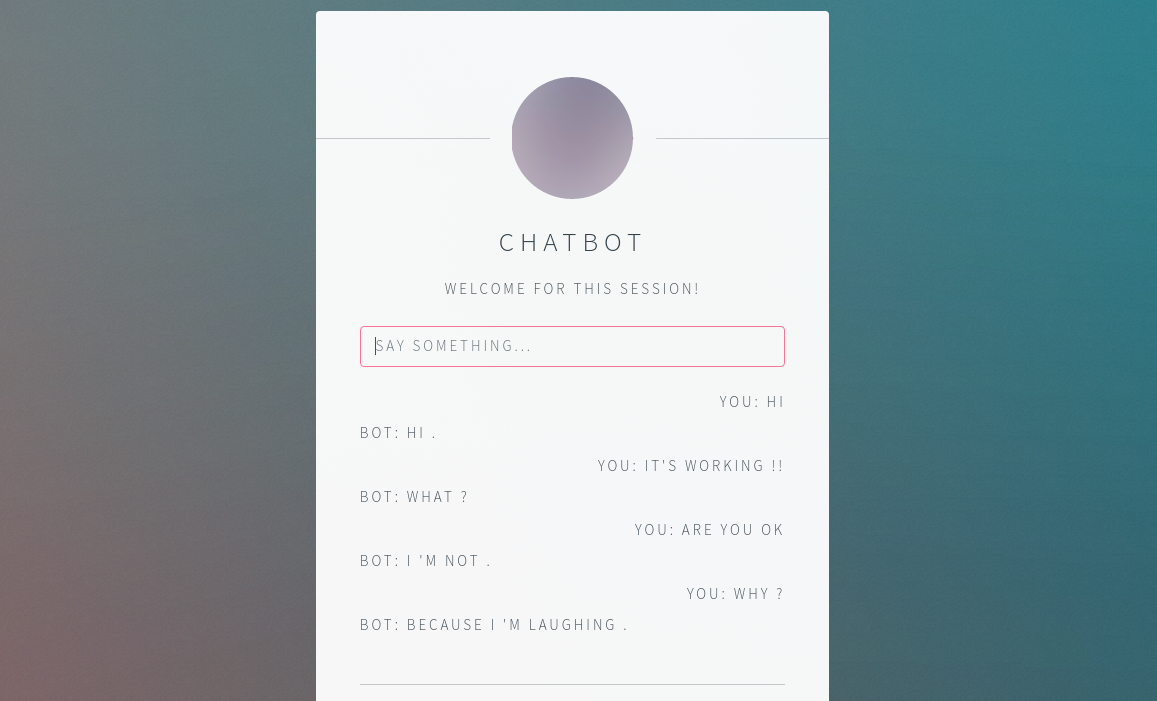 CHATBOT
WELCOME FOR THIS SESSION!
SAY SOMETHING...
YOU: HI
BOT: HI .
YOU: IT'S WORKING !!
BOT: WHAT ?
YOU: ARE YOU OK
BOT: I 'M NOT .
YOU: WHY ?
BOT: BECAUSE I 'M LAUGHING .